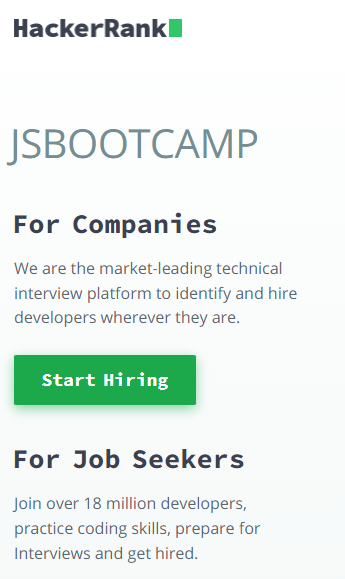 HackerRank
JSBOOTCAMP
For Companies
We are the market-leading technical
interview platform to identify and hire
developers wherever they are.
Start Hiring
For Job Seekers
Join over 18 million developers,
practice coding skills, prepare for
Interviews and get hired.